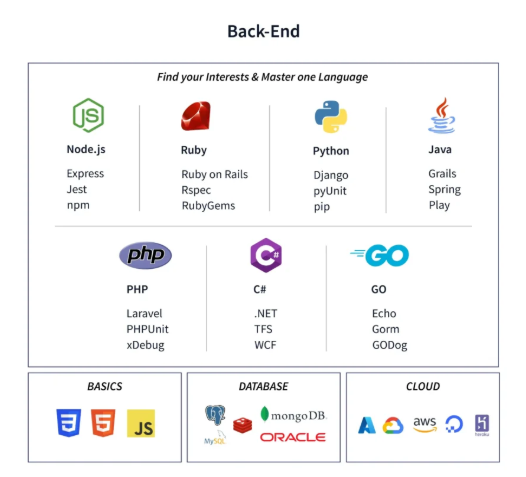 Back-End
Find your Interests & Master one Language
JS
Node.js
Express
Jest
npm
Ruby
Ruby on Rails
Rspec
RubyGems
Python
Django
pyUnit
pip
Java
Grails
Spring
Play
php
PHP
Laravel
PHPUnit
xDebug
C#
C#
.NET
TFS
WCF
GO
GO
Echo
Gorm
GODog
BASICS
3
5
JS
DATABASE
MySQL
mongoDB
ORACLE
CLOUD
aws
heroku